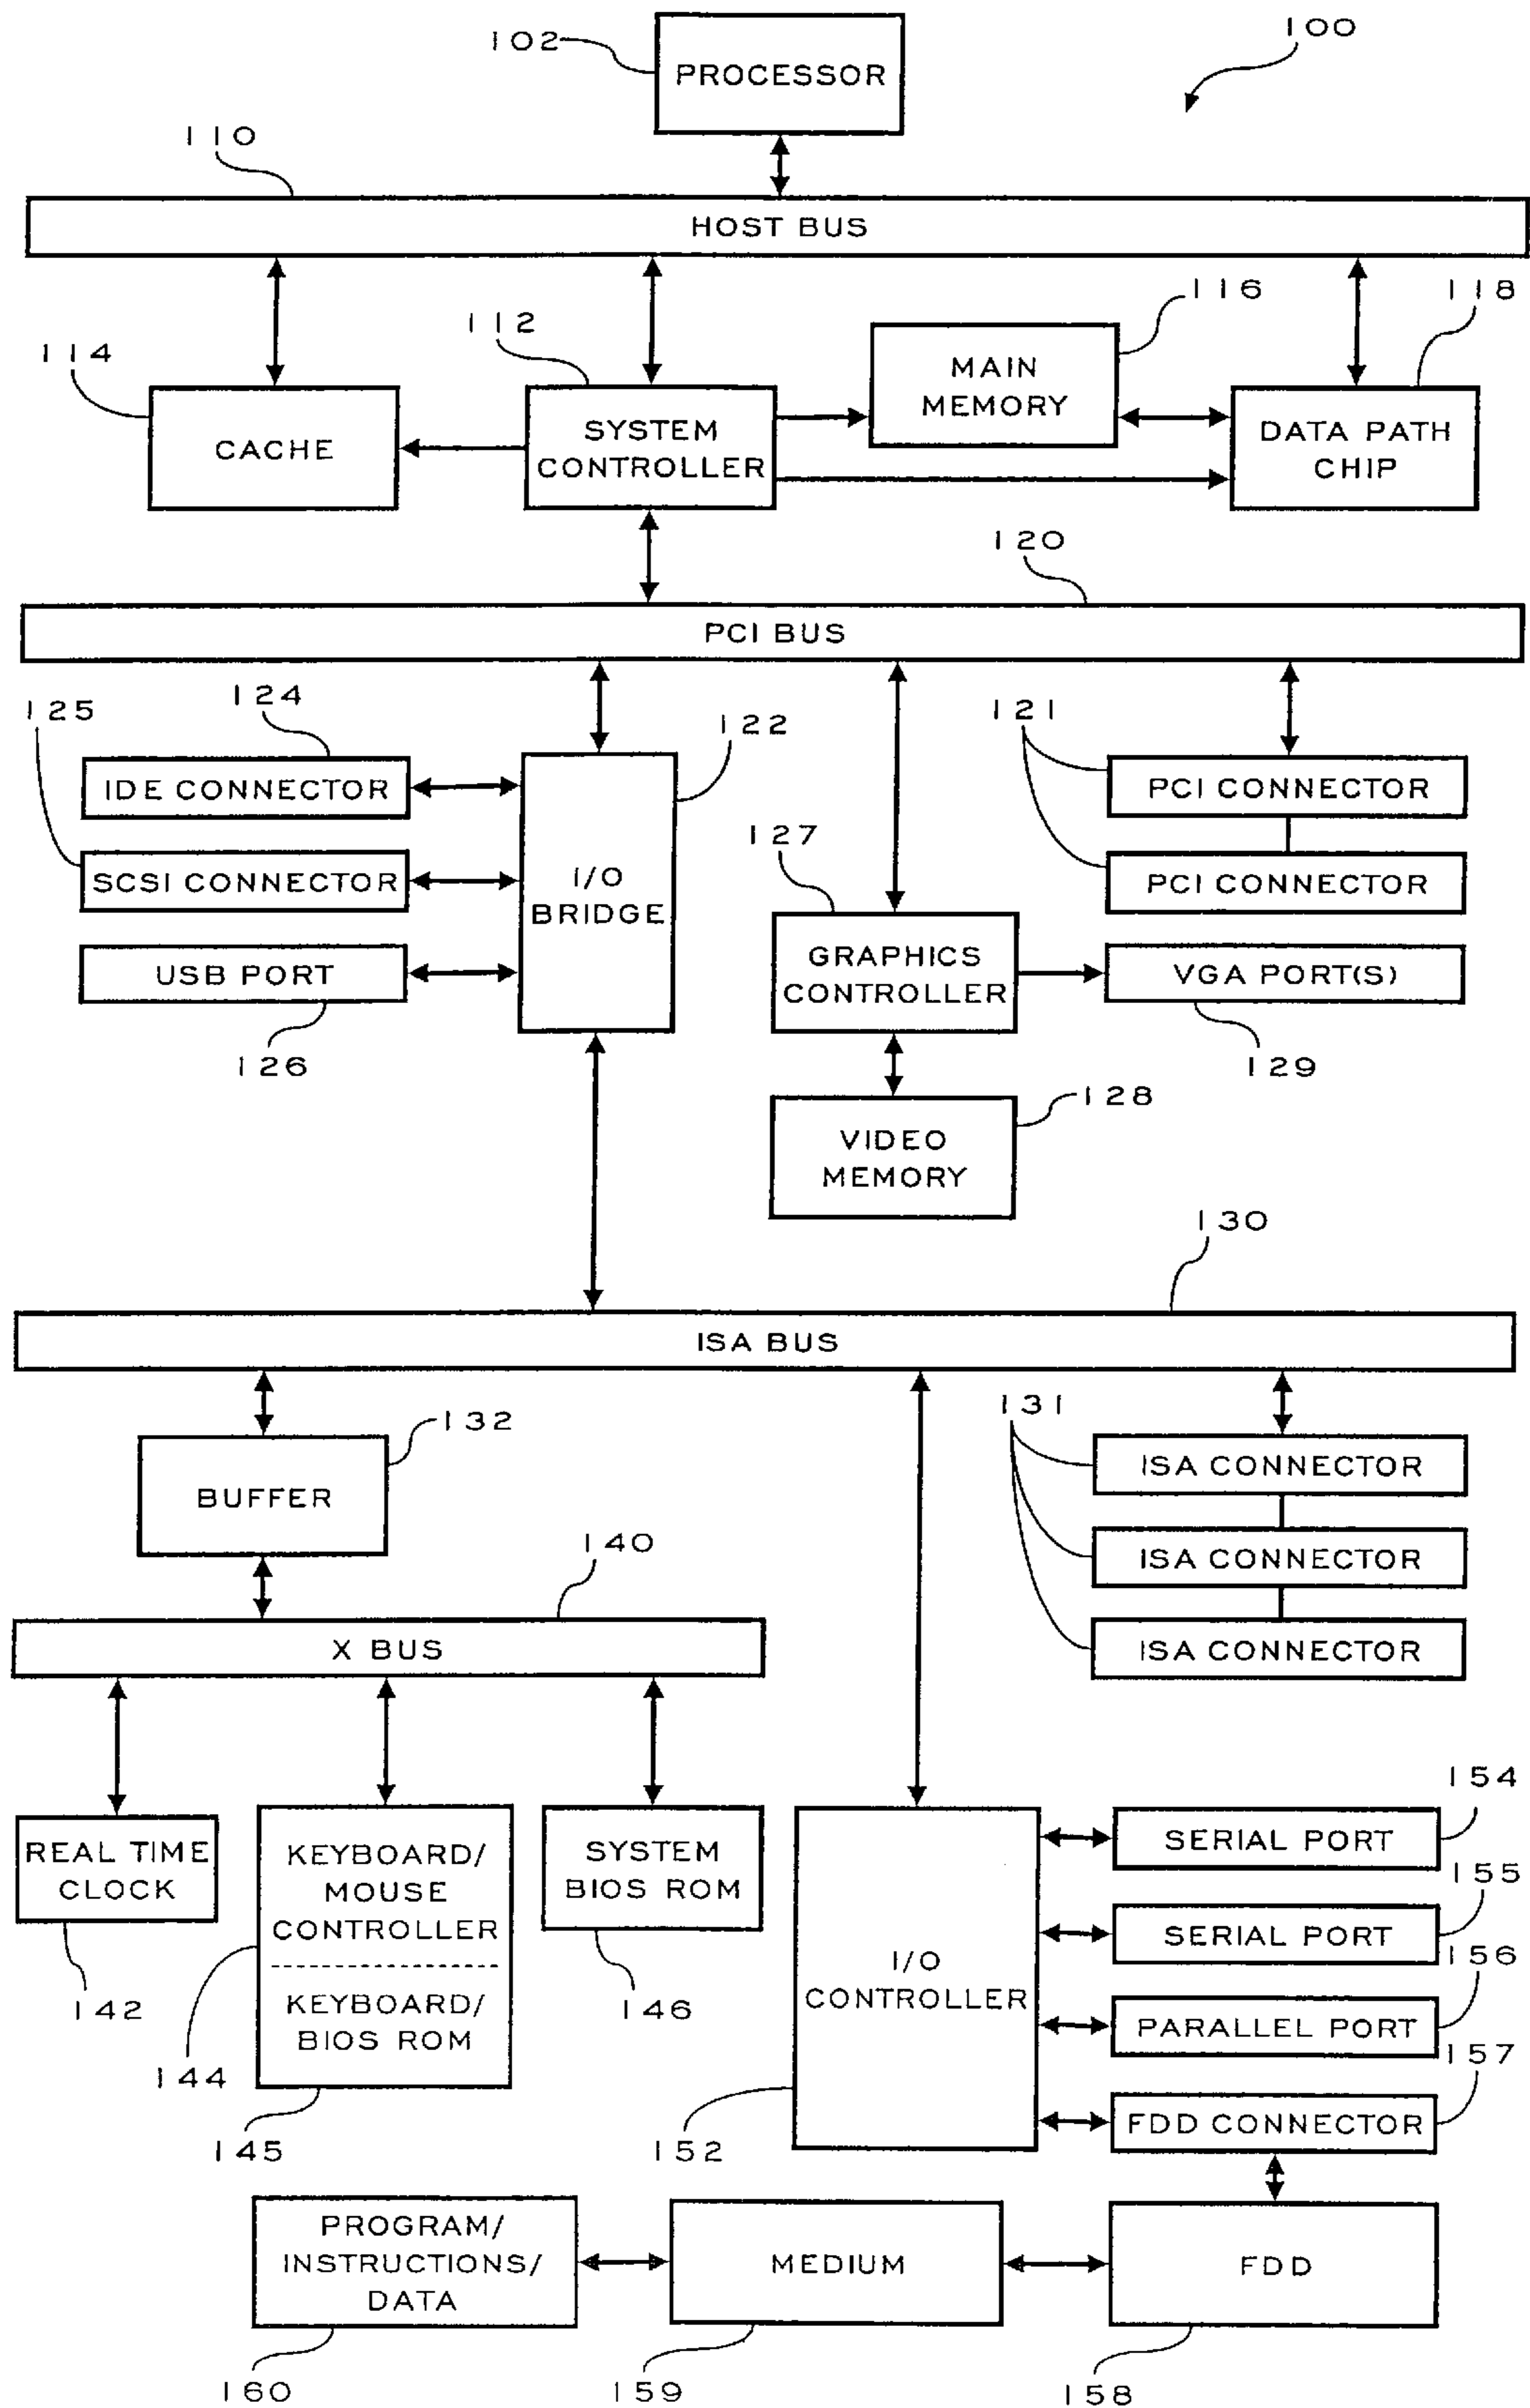 102
PROCESSOR
100
110
HOST BUS
116
118
112
114
MAIN
MEMORY
CACHE
SYSTEM
CONTROLLER
DATA PATH
CHIP
120
PCI BUS
124
125
122
121
IDE CONNECTOR
PCI CONNECTOR
127
SCSI CONNECTOR
I/O
BRIDGE
PCI CONNECTOR
USB PORT
GRAPHICS
CONTROLLER
VGA PORT(S)
126
129
128
VIDEO
MEMORY
130
ISA BUS
131
132
ISA CONNECTOR
BUFFER
140
ISA CONNECTOR
X BUS
ISA CONNECTOR
154
REAL TIME
CLOCK
KEYBOARD/
MOUSE
CONTROLLER
SYSTEM
BIOS ROM
SERIAL PORT
155
SERIAL PORT
156
I/O
CONTROLLER
142
KEYBOARD/
BIOS ROM
146
PARALLEL PORT
157
144
FDD CONNECTOR
145
152
PROGRAM/
INSTRUCTIONS/
DATA
MEDIUM
FDD
160
159
158